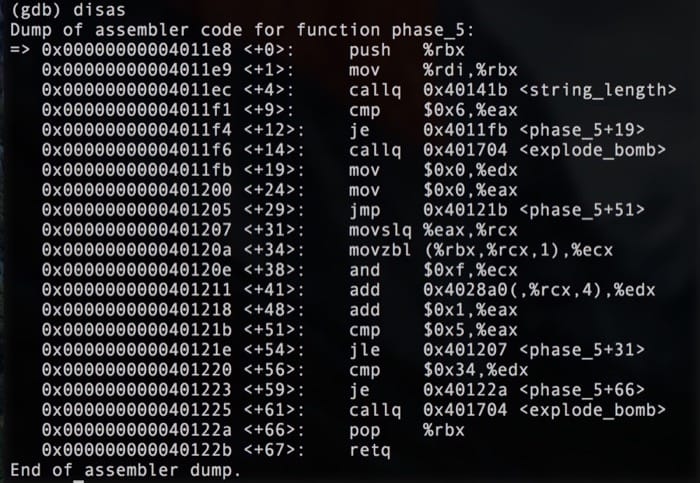 (gdb) disas
Dump of assembler code for function phase_5:
=> 0x00000000004011e8 <+0>: push %rbx
0x00000000004011e9 <+1>: mov %rdi,%rbx
0x00000000004011ec <+4>: callq 0x40141b <string_length>
0x00000000004011f1 <+9>: cmp $0x6,%eax
0x00000000004011f4 <+12>: je 0x4011fb <phase_5+19>
0x00000000004011f6 <+14>: callq 0x401704 <explode_bomb>
0x00000000004011fb <+19>: mov $0x0,%edx
0x0000000000401200 <+24>: mov $0x0,%eax
0x0000000000401205 <+29>: jmp 0x40121b <phase_5+51>
0x0000000000401207 <+31>: movslq %eax,%rcx
0x000000000040120a <+34>: movzbl (%rbx,%rcx,1),%ecx
0x000000000040120e <+38>: and $0xf,%ecx
0x0000000000401211 <+41>: add 0x4028a0(,%rcx,4),%edx
0x0000000000401218 <+48>: add $0x1,%eax
0x000000000040121b <+51>: cmp $0x5,%eax
0x000000000040121e <+54>: jle 0x401207 <phase_5+31>
0x0000000000401220 <+56>: cmp $0x34,%edx
0x0000000000401223 <+59>: je 0x40122a <phase_5+66>
0x0000000000401225 <+61>: callq 0x401704 <explode_bomb>
0x000000000040122a <+66>: pop %rbx
0x000000000040122b <+67>: retq
End of assembler dump.